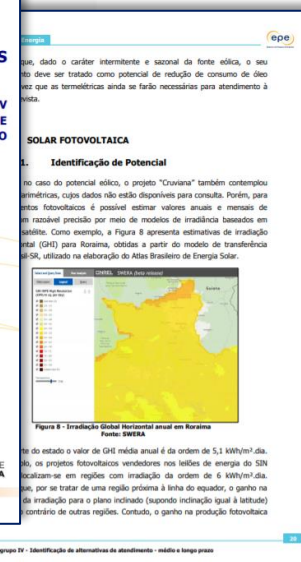 S
V
E
O
E
A
Energia
epe
que, dado o caráter intermitente e sazonal da fonte eólica, o seu
nto deve ser tratado como potencial de redução de consumo de óleo
vez que as termelétricas ainda se farão necessárias para atendimento à
evista.
SOLAR FOTOVOLTAICA
1. Identificação de Potencial
no caso do potencial eólico, o projeto "Cruviana" também contemplou
arimétricas, cujos dados não estão disponíveis para consulta. Porém, para
entos fotovoltaicos é possível estimar valores anuais e mensais de
m razoável precisão por meio de modelos de irradiância baseados em
satélite. Como exemplo, a Figura 8 apresenta estimativas de irradiação
ontal (GHI) para Roraima, obtidas a partir do modelo de transferência
sil-SR, utilizado na elaboração do Atlas Brasileiro de Energia Solar.
Figura 8 - Irradiação Global Horizontal anual em Roraima
Fonte: SWERA
rte do estado o valor de GHI média anual é da ordem de 5,1 kWh/m².dia.
lo, os projetos fotovoltaicos vendedores nos leilões de energia do SIN
localizam-se em regiões com irradiação da ordem de 6 kWh/m².dia.
que, por se tratar de uma região próxima à linha do equador, o ganho na
da irradiação para o plano inclinado (supondo inclinação igual à latitude)
contrário de outras regiões. Contudo, o ganho na produção fotovoltaica
grupo IV - Identificação de alternativas de atendimento - médio e longo prazo